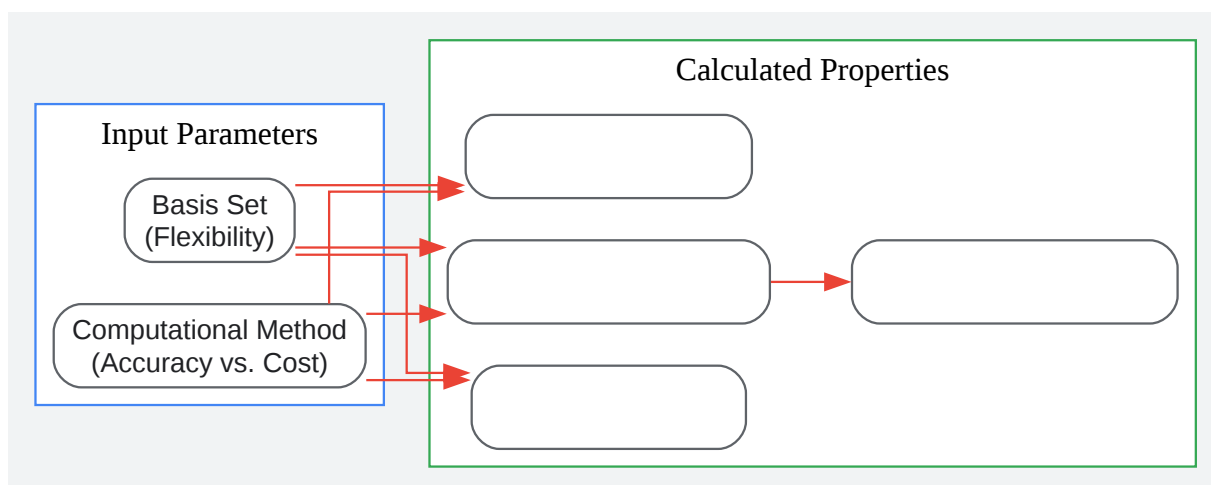 Calculated Properties
Input Parameters
Basis Set
(Flexibility)
Computational Method
(Accuracy vs. Cost)